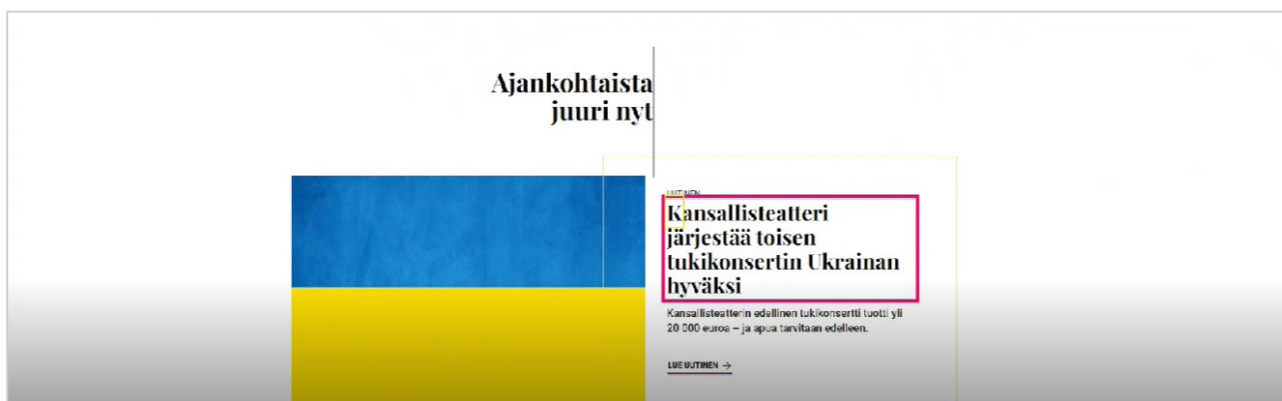 Ajankohtaista
juuri nyt
UUTINEN
Kansallisteatteri
järjestää toisen
tukikonsertin Ukrainan
hyväksi
Kansallisteatterin edellinen tukikonsertti tuotti yli
20 000 euroa – ja apua tarvitaan edelleen.
LUE UUTINEN →